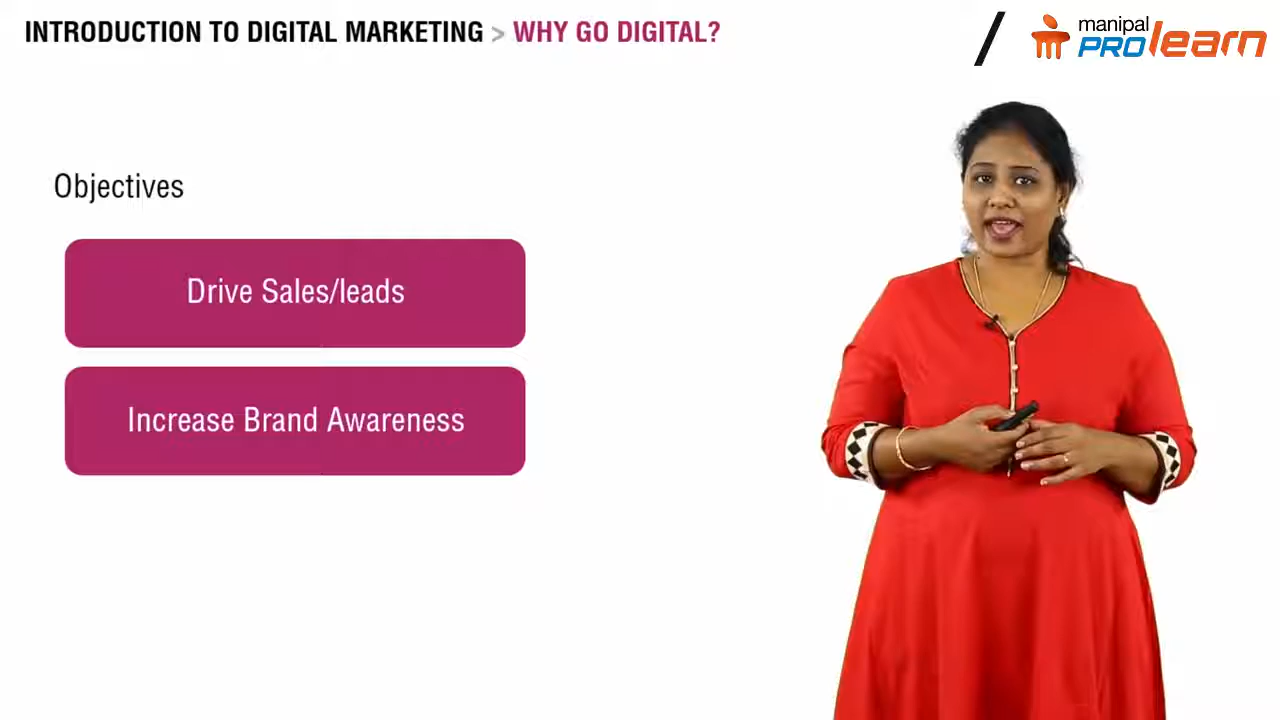 INTRODUCTION TO DIGITAL MARKETING > WHY GO DIGITAL?
manipal
PROlearn
Objectives
Drive Sales/leads
Increase Brand Awareness